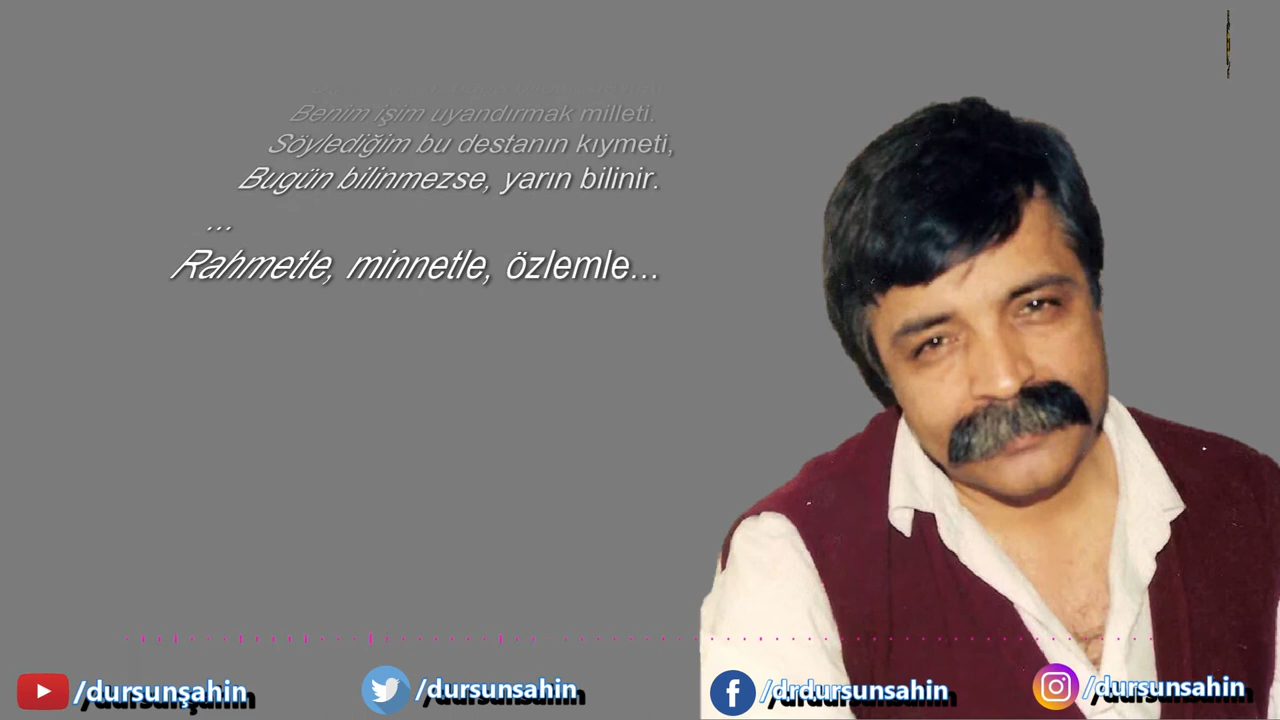 Benim işim uyandırmak milleti.
Söylediğim bu destanın kıymeti,
Bugün bilinmezse, yarın bilinir.
...
Rahmetle, minnetle, özlemle...
/dursunşahin
/dursunsahin
/drdursunsahin
/dursunsahin